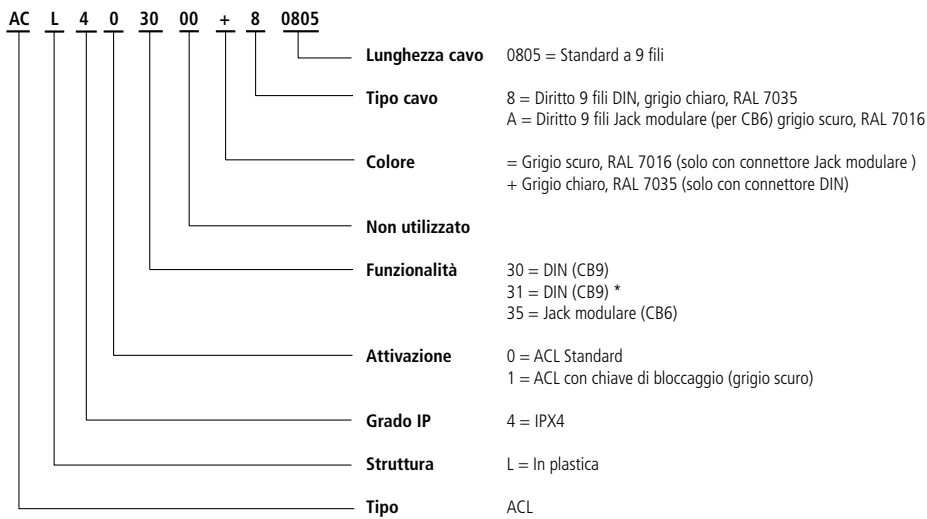 AC L 4 0 30 00 + 8 0805
Lunghezza cavo 0805 = Standard a 9 fili
Tipo cavo 8 = Diritto 9 fili DIN, grigio chiaro, RAL 7035
A = Diritto 9 fili Jack modulare (per CB6) grigio scuro, RAL 7016
Colore = Grigio scuro, RAL 7016 (solo con connettore Jack modulare )
+ Grigio chiaro, RAL 7035 (solo con connettore DIN)
Non utilizzato
Funzionalità 30 = DIN (CB9)
31 = DIN (CB9) *
35 = Jack modulare (CB6)
Attivazione 0 = ACL Standard
1 = ACL con chiave di bloccaggio (grigio scuro)
Grado IP 4 = IPX4
Struttura L = In plastica
Tipo ACL